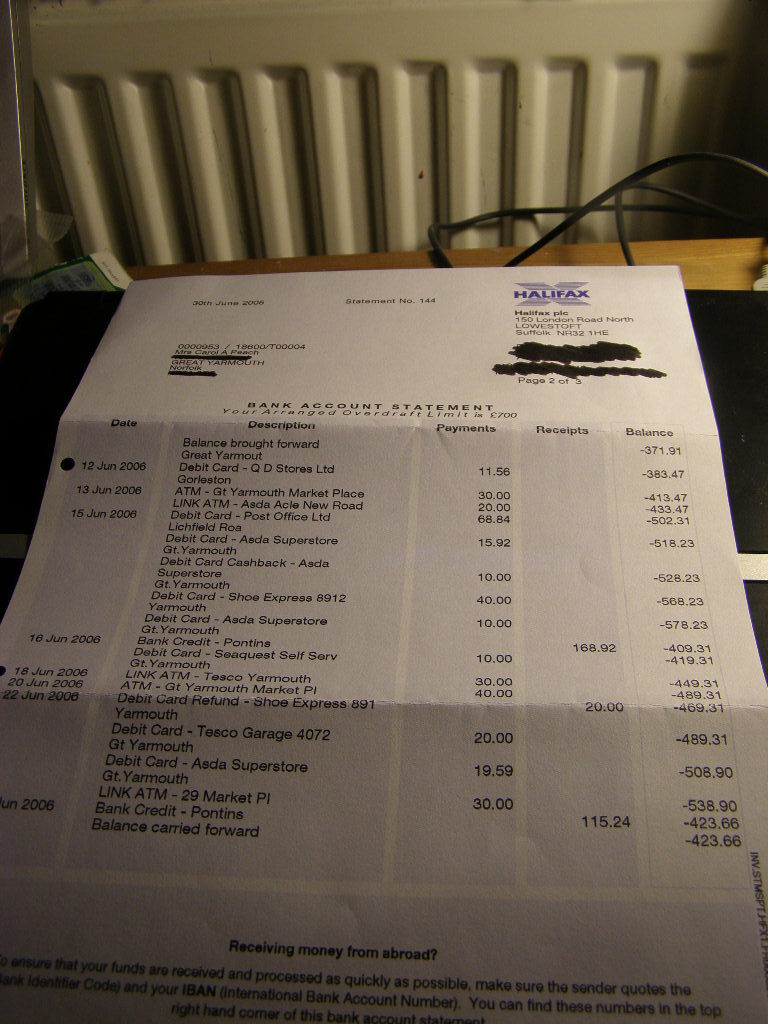 30th June 2006 Statement No. 144
HALIFAX
Halifax plc
150 London Road North
LOWESTOFT
Suffolk NR32 1HE
0000953 / 18600/T00004
Mrs Carol A Peach
GREAT YARMOUTH
Norfolk
Page 2 of 3
BANK ACCOUNT STATEMENT
Your Arranged Overdraft Limit is £700
Date Description Payments Receipts Balance
Balance brought forward -371.91
Great Yarmout
12 Jun 2006 Debit Card - Q D Stores Ltd 11.56 -383.47
Gorleston
13 Jun 2006 ATM - Gt Yarmouth Market Place 30.00 -413.47
LINK ATM - Asda Acle New Road 20.00 -433.47
15 Jun 2006 Debit Card - Post Office Ltd 68.84 -502.31
Lichfield Roa
Debit Card - Asda Superstore 15.92 -518.23
Gt.Yarmouth
Debit Card Cashback - Asda
Superstore 10.00 -528.23
Gt.Yarmouth
Debit Card - Shoe Express 8912 40.00 -568.23
Yarmouth
Debit Card - Asda Superstore 10.00 -578.23
Gt.Yarmouth
16 Jun 2006 Bank Credit - Pontins 168.92 -409.31
Debit Card - Seaquest Self Serv 10.00 -419.31
Gt.Yarmouth
18 Jun 2006 LINK ATM - Tesco Yarmouth 30.00 -449.31
20 Jun 2006 ATM - Gt Yarmouth Market Pl 40.00 -489.31
22 Jun 2006 Debit Card Refund - Shoe Express 891 20.00 -469.31
Yarmouth
Debit Card - Tesco Garage 4072 20.00 -489.31
Gt Yarmouth
Debit Card - Asda Superstore 19.59 -508.90
Gt.Yarmouth
LINK ATM - 29 Market Pl 30.00 -538.90
Jun 2006 Bank Credit - Pontins 115.24 -423.66
Balance carried forward -423.66
Receiving money from abroad?
To ensure that your funds are received and processed as quickly as possible, make sure the sender quotes the
Bank Identifier Code) and your IBAN (International Bank Account Number). You can find these numbers in the top
right hand corner of this bank account statement.